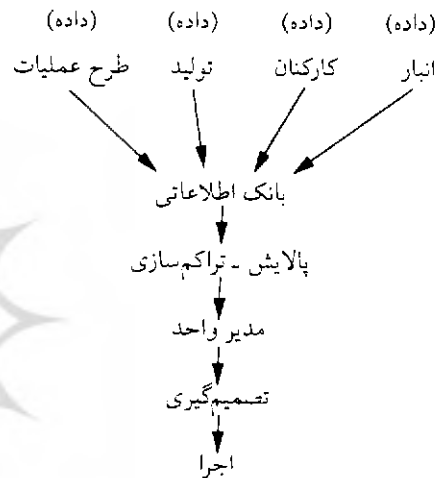 (داده) (داده) (داده) (داده)
انبار کارکنان تولید طرح عملیات
بانک اطلاعاتی
پالایش - تراکم‌سازی
مدیر واحد
تصمیم‌گیری
اجرا